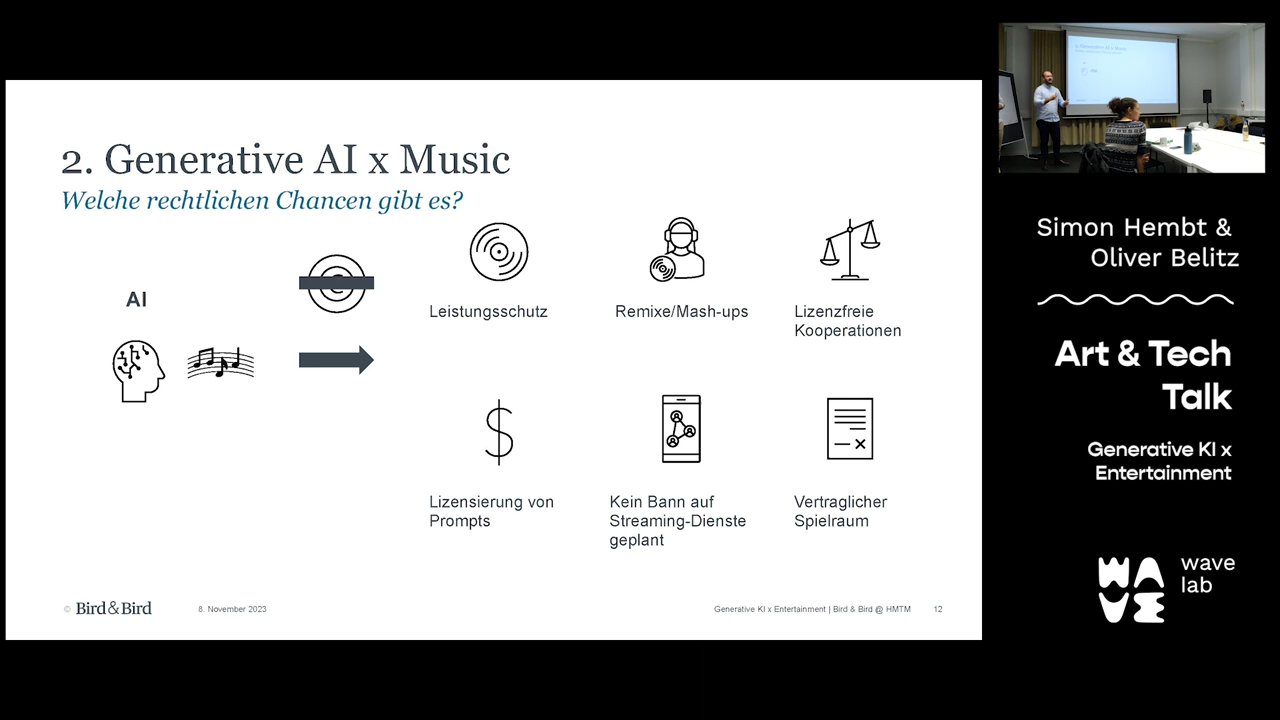 2. Generative AI x Music
Welche rechtlichen Chancen gibt es?
AI
Leistungsschutz
Remixe/Mash-ups
Lizenzfreie
Kooperationen
$
Lizensierung von
Prompts
Kein Bann auf
Streaming-Dienste
geplant
Vertraglicher
Spielraum
© Bird & Bird
8. November 2023
Generative KI x Entertainment | Bird & Bird @ HMTM
12
Simon Hembt &
Oliver Belitz
Art & Tech
Talk
Generative KI x
Entertainment
WAVE
wave
lab